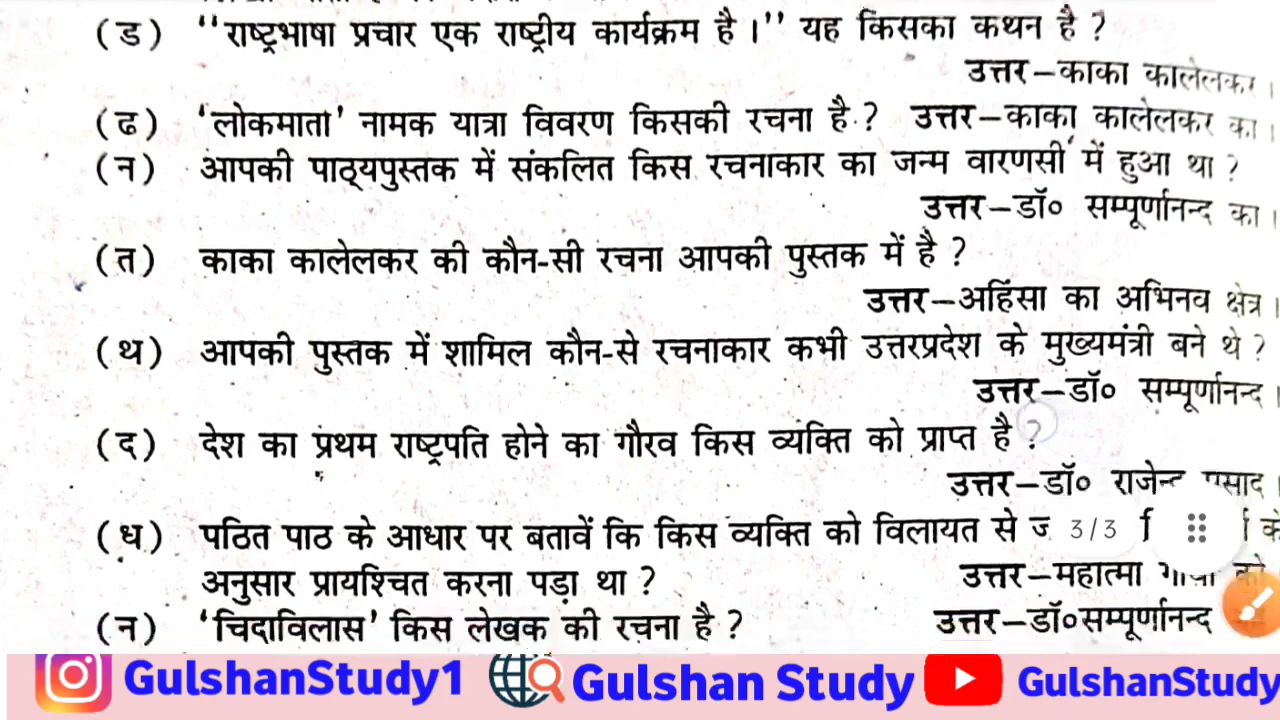 (ड) “राष्ट्रभाषा प्रचार एक राष्ट्रीय कार्यक्रम है।” यह किसका कथन है ?
उत्तर–काका कालेलकर।
(ढ) ‘लोकमाता’ नामक यात्रा विवरण किसकी रचना है ? उत्तर–काका कालेलकर का।
(न) आपकी पाठ्यपुस्तक में संकलित किस रचनाकार का जन्म वारणसी में हुआ था ?
उत्तर–डॉ० सम्पूर्णानन्द का।
(त) काका कालेलकर की कौन-सी रचना आपकी पुस्तक में है ?
उत्तर–अहिंसा का अभिनव क्षेत्र।
(थ) आपकी पुस्तक में शामिल कौन-से रचनाकार कभी उत्तरप्रदेश के मुख्यमंत्री बने थे ?
उत्तर–डॉ० सम्पूर्णानन्द।
(द) देश का प्रथम राष्ट्रपति होने का गौरव किस व्यक्ति को प्राप्त है ?
उत्तर–डॉ० राजेन्द्र प्रसाद।
(ध) पठित पाठ के आधार पर बतावें कि किस व्यक्ति को विलायत से 3/3
अनुसार प्रायश्चित करना पड़ा था ? उत्तर–महात्मा गाँधी को
(न) ‘चिदाविलास’ किस लेखक की रचना है ? उत्तर–डॉ०सम्पूर्णानन्द
GulshanStudy1 Gulshan Study GulshanStudy